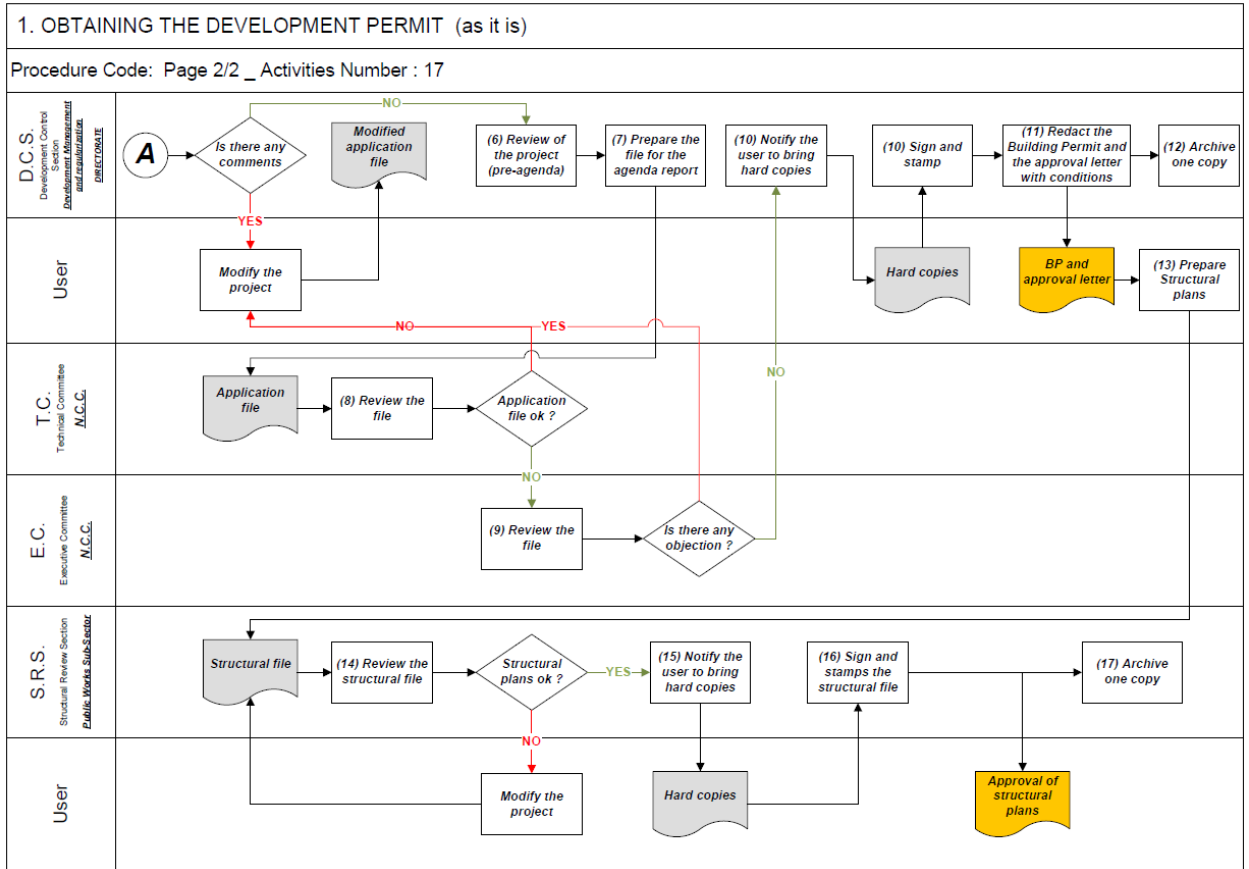 1. OBTAINING THE DEVELOPMENT PERMIT (as it is)
Procedure Code: Page 2/2 _ Activities Number : 17
D.C.S.
Development Control
Section
Development Management
and regularization
DIRECTORATE
A
Is there any
comments
NO
YES
Modified
application
file
(6) Review of
the project
(pre-agenda)
(7) Prepare the
file for the
agenda report
(10) Notify the
user to bring
hard copies
(10) Sign and
stamp
(11) Redact the
Building Permit and
the approval letter
with conditions
(12) Archive
one copy
User
Modify the
project
Hard copies
BP and
approval letter
(13) Prepare
Structural
plans
NO
YES
T.C.
Technical Committee
N.C.C.
Application
file
(8) Review the
file
Application
file ok ?
NO
NO
E.C.
Executive Committee
N.C.C.
(9) Review the
file
Is there any
objection ?
S.R.S.
Structural Review Section
Public Works Sub-Sector
Structural file
(14) Review the
structural file
Structural
plans ok ?
YES
(15) Notify the
user to bring
hard copies
(16) Sign and
stamps the
structural file
(17) Archive
one copy
NO
User
Modify the
project
Hard copies
Approval of
structural
plans